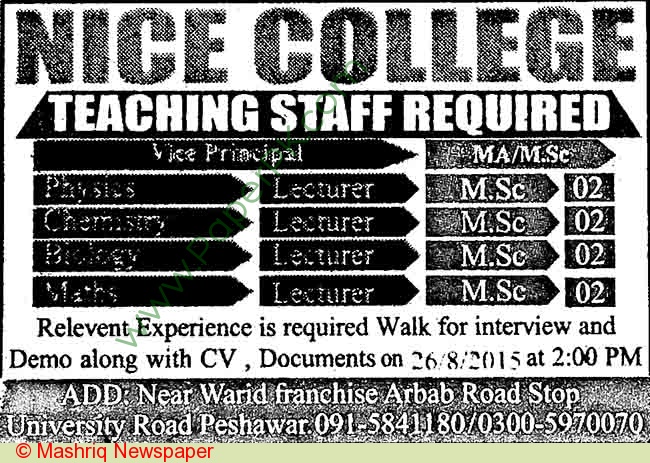 NICE COLLEGE
TEACHING STAFF REQUIRED
Vice Principal MA/M.Sc
Physics Lecturer M.Sc 02
Chemistry Lecturer M.Sc 02
Biology Lecturer M.Sc 02
Maths Lecturer M.Sc 02
Relevent Experience is required Walk for interview and
Demo along with CV , Documents on 26/8/2015 at 2:00 PM
ADD: Near Warid franchise Arbab Road Stop
University Road Peshawar.091-5841180/0300-5970070
© Mashriq Newspaper